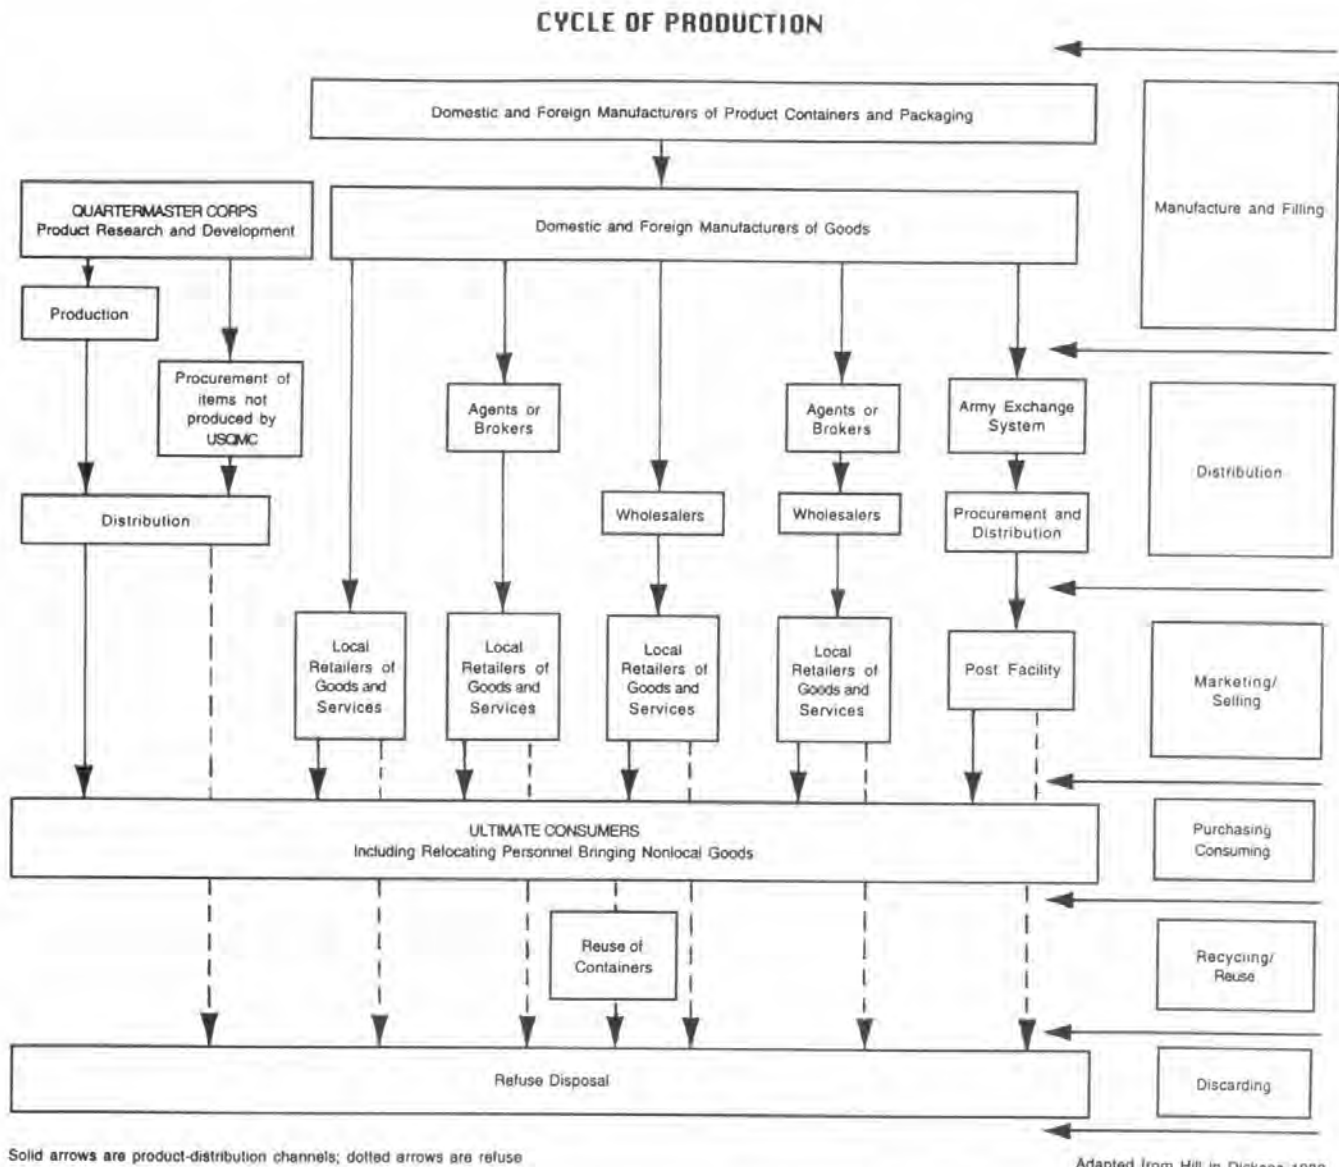 CYCLE OF PRODUCTION
Domestic and Foreign Manufacturers of Product Containers and Packaging
QUARTERMASTER CORPS
Product Research and Development
Domestic and Foreign Manufacturers of Goods
Manufacture and Filling
Production
Procurement of
items not
produced by
USQMC
Agents or
Brokers
Agents or
Brokers
Army Exchange
System
Distribution
Distribution
Wholesalers
Wholesalers
Procurement and
Distribution
Local
Retailers of
Goods and
Services
Local
Retailers of
Goods and
Services
Local
Retailers of
Goods and
Services
Local
Retailers of
Goods and
Services
Post Facility
Marketing/
Selling
ULTIMATE CONSUMERS
Including Relocating Personnel Bringing Nonlocal Goods
Purchasing
Consuming
Reuse of
Containers
Recycling/
Reuse
Refuse Disposal
Discarding
Solid arrows are product-distribution channels; dotted arrows are refuse
Adapted from Hill in